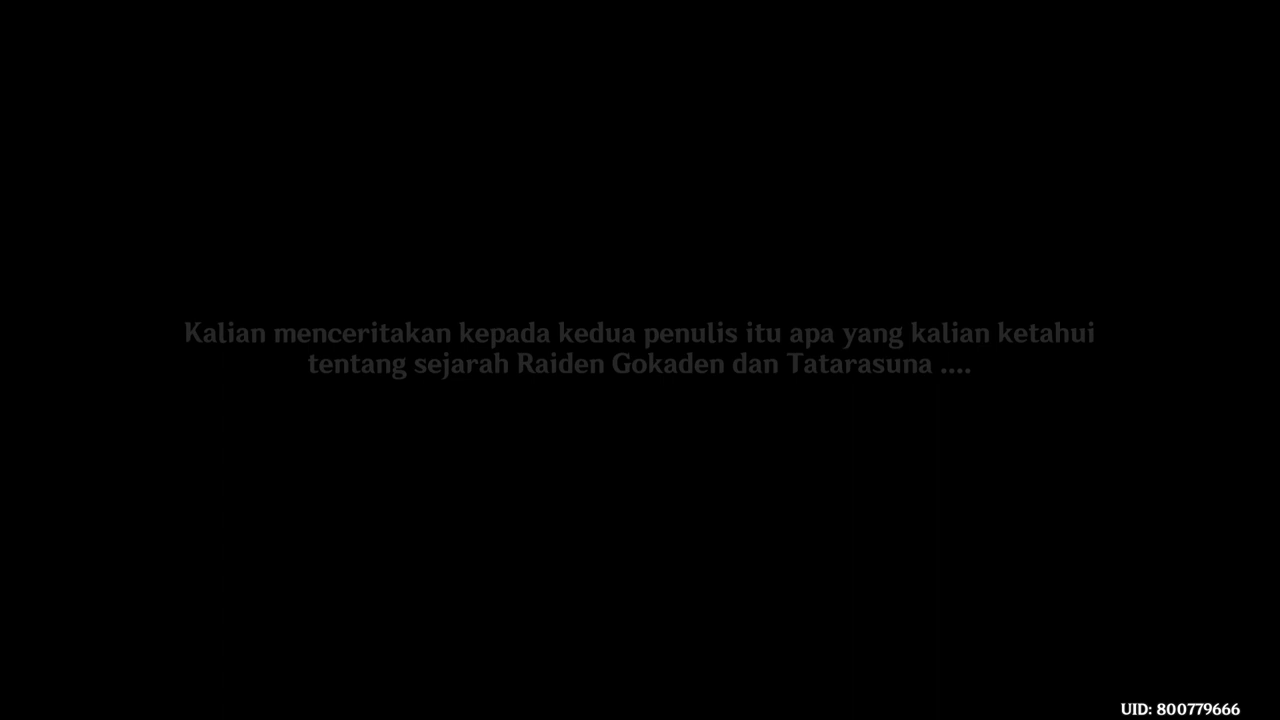 Kalian menceritakan kepada kedua penulis itu apa yang kalian ketahui
tentang sejarah Raiden Gokaden dan Tatarasuna ....
UID: 800779666